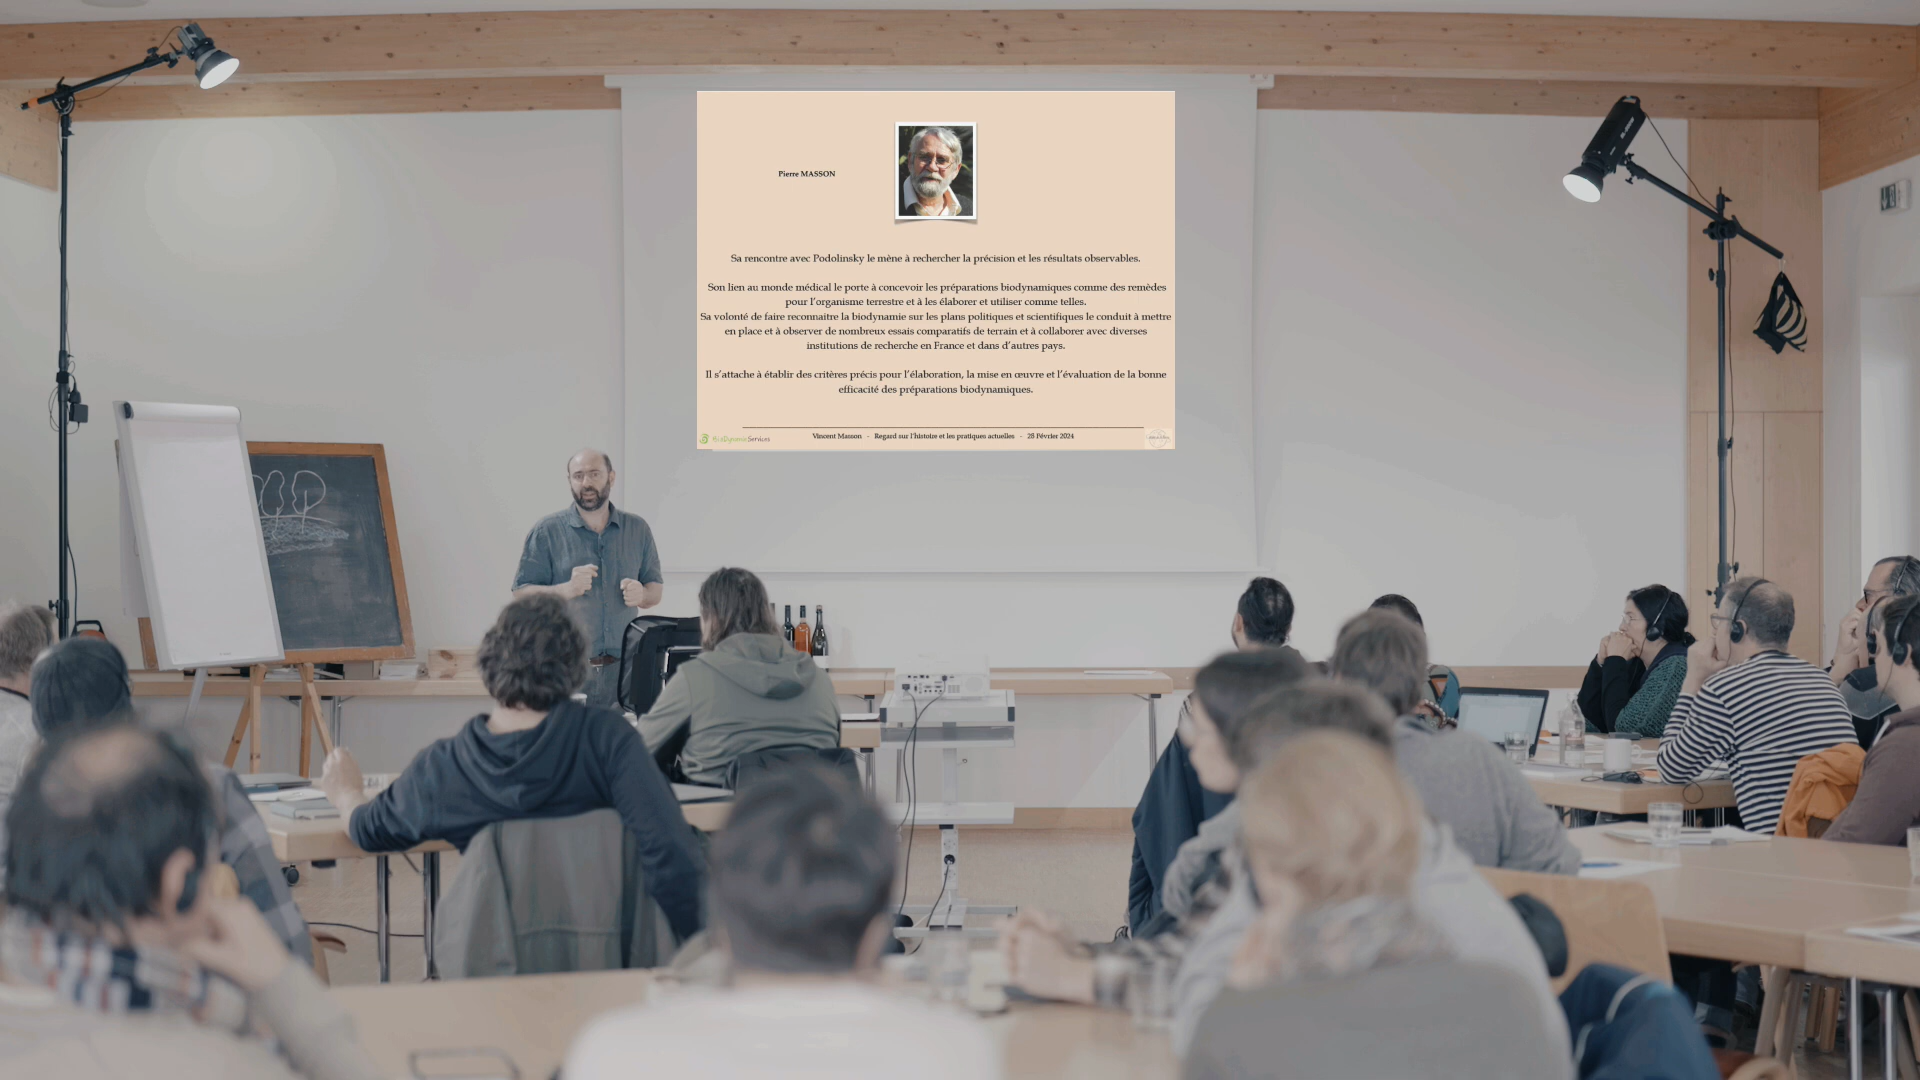 Pierre MASSON
Sa rencontre avec Podolinsky le mène à rechercher la précision et les résultats observables.
Son lien au monde médical le porte à concevoir les préparations biodynamiques comme des remèdes
pour l'organisme terrestre et à les élaborer et utiliser comme telles.
Sa volonté de faire reconnaitre la biodynamie sur les plans politiques et scientifiques le conduit à mettre
en place et à observer de nombreux essais comparatifs de terrain et à collaborer avec diverses
institutions de recherche en France et dans d'autres pays.
Il s'attache à établir des critères précis pour l'élaboration, la mise en œuvre et l'évaluation de la bonne
efficacité des préparations biodynamiques.
BioDynamieServices
Vincent Masson - Regard sur l'histoire et les pratiques actuelles - 28 Février 2024